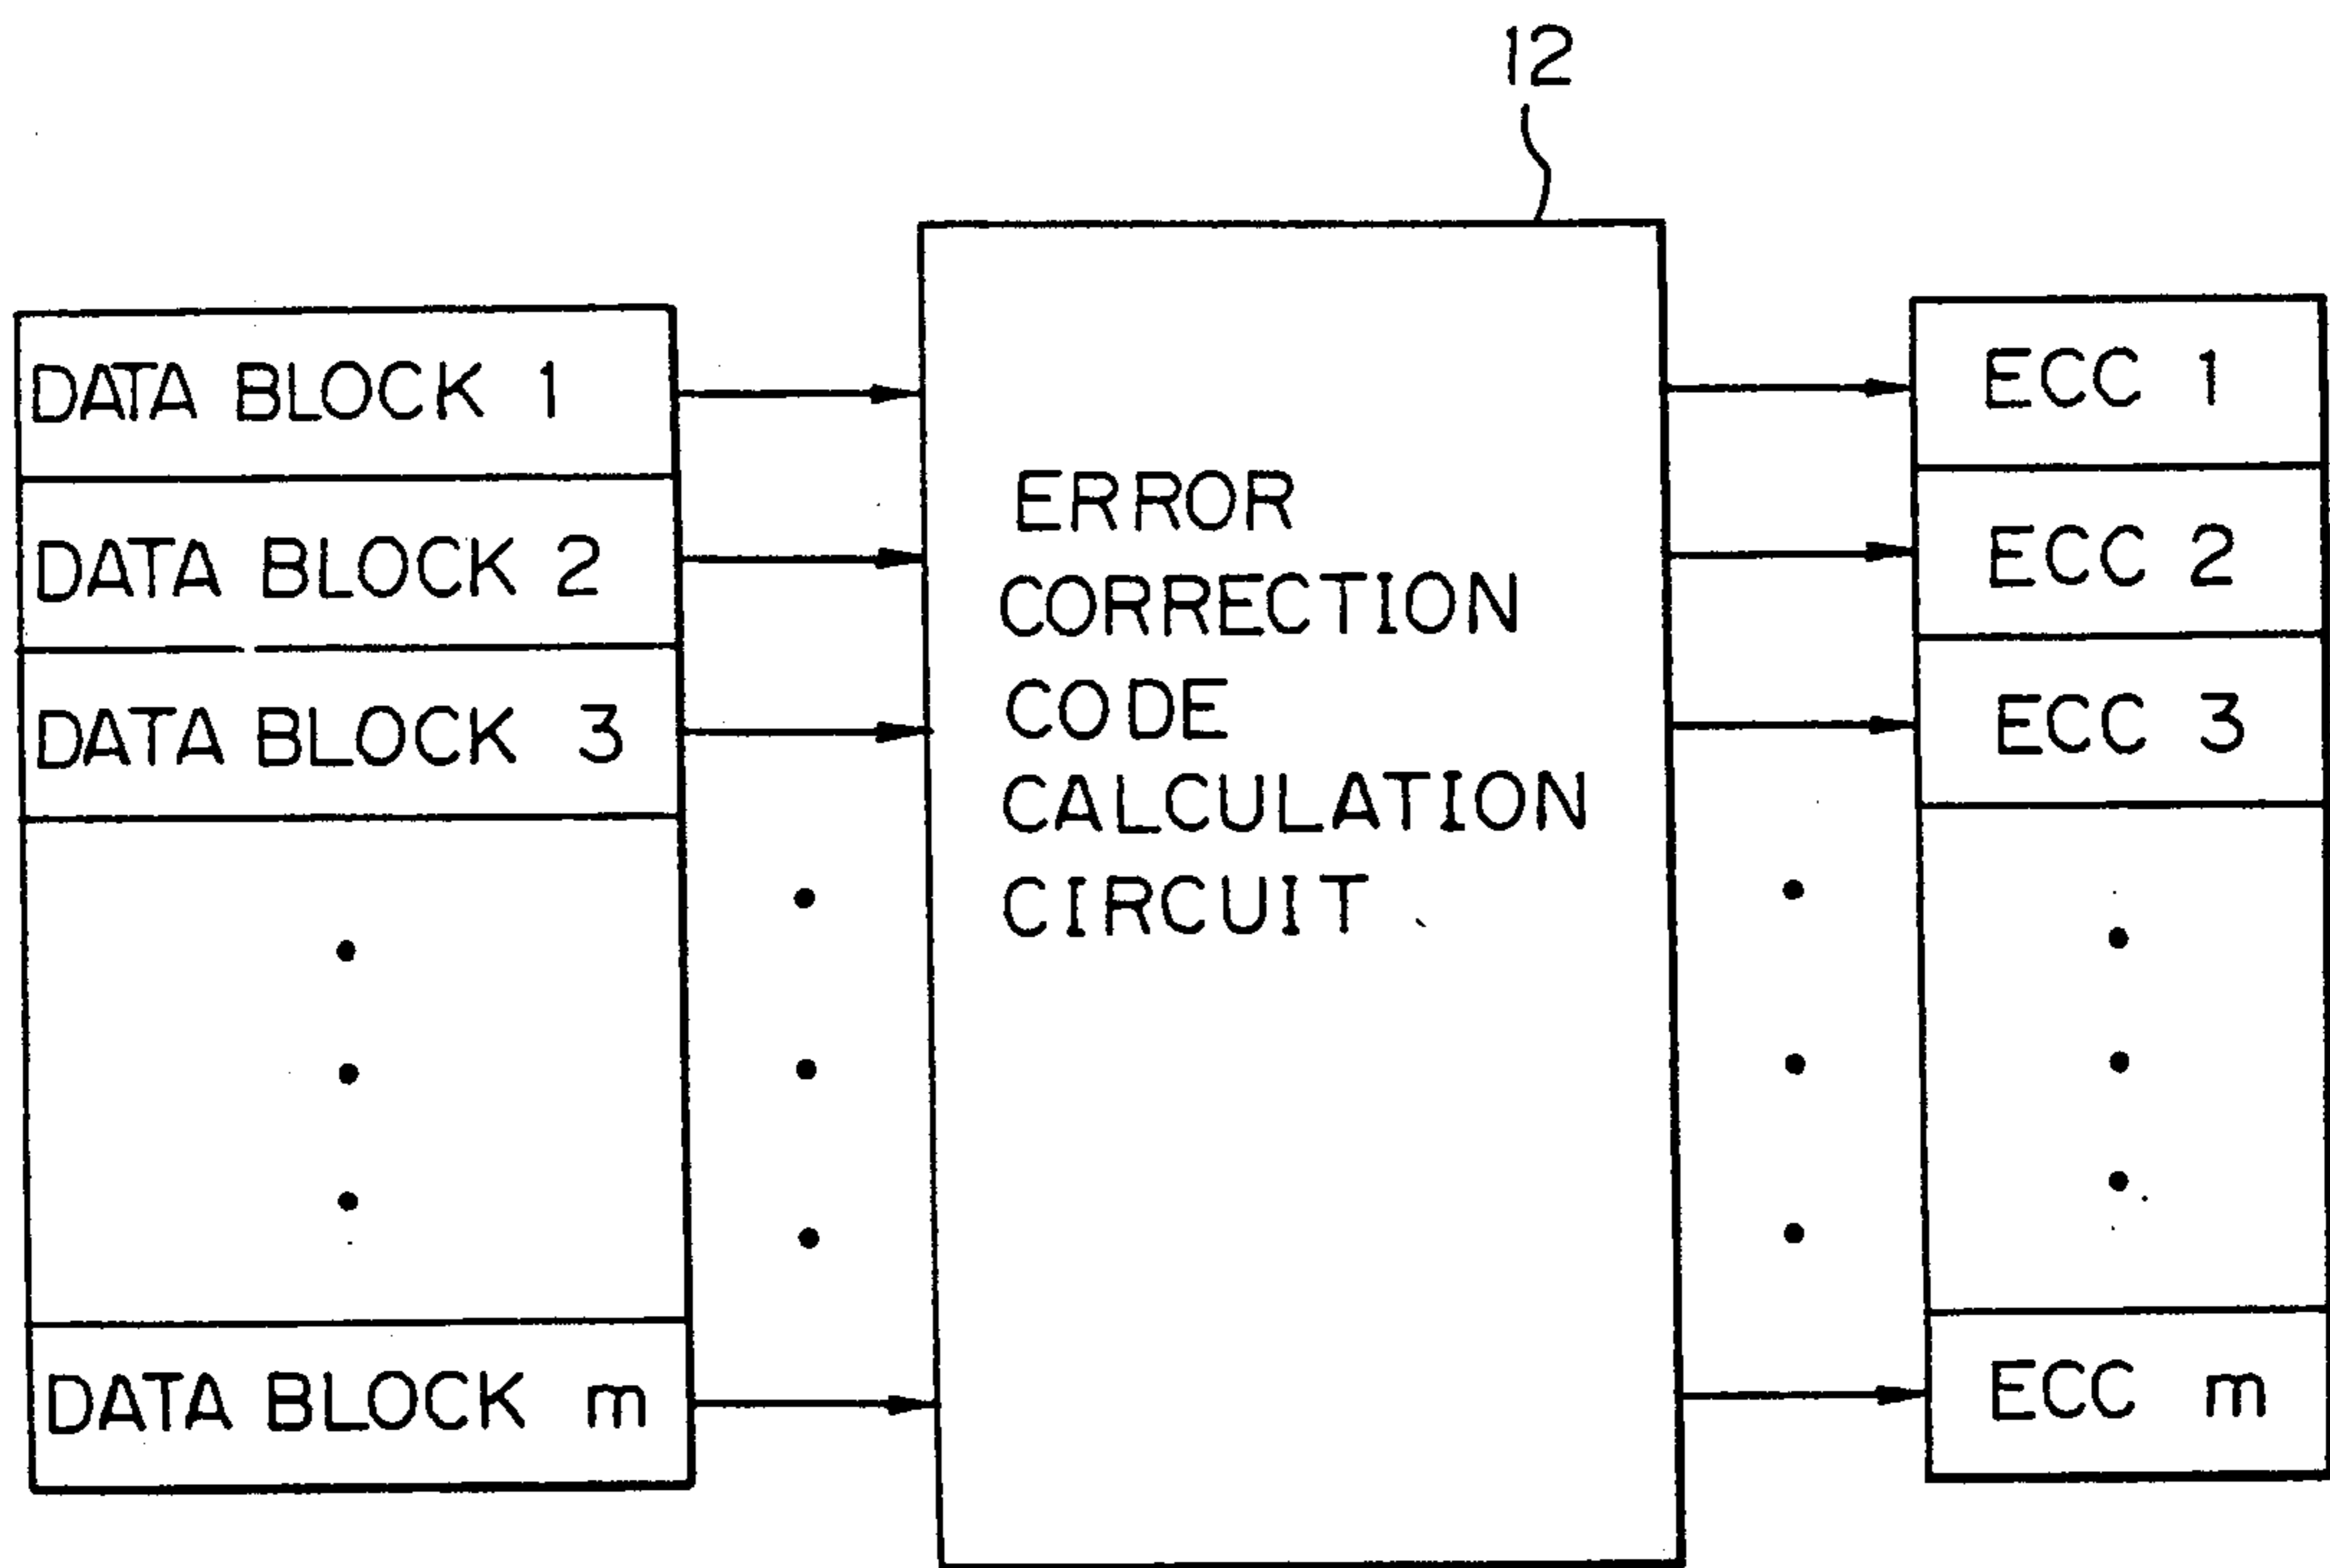 12
DATA BLOCK 1
DATA BLOCK 2
DATA BLOCK 3
DATA BLOCK m
ERROR
CORRECTION
CODE
CALCULATION
CIRCUIT
ECC 1
ECC 2
ECC 3
ECC m